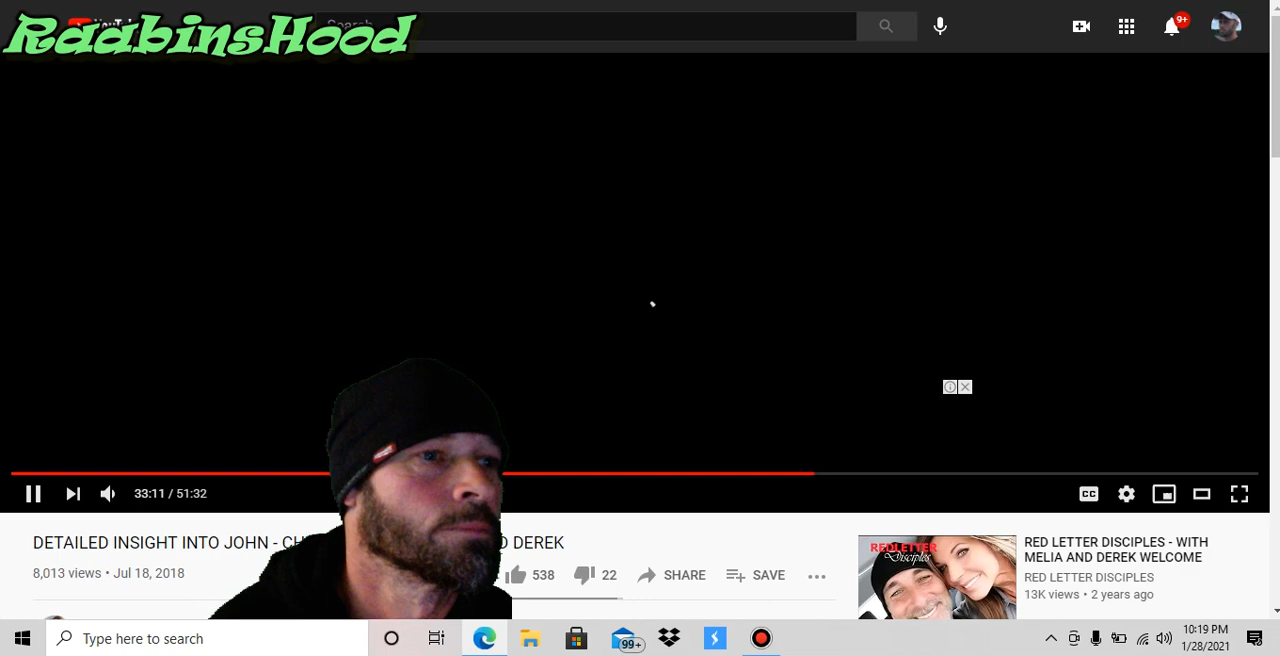 RaabinsHood
Search
9+
33:11 / 51:32
CC
DETAILED INSIGHT INTO JOHN - CH
D DEREK
8,013 views • Jul 18, 2018
538
22
SHARE
SAVE
REDLETTER
Disciples
RED LETTER DISCIPLES - WITH
MELIA AND DEREK WELCOME
RED LETTER DISCIPLES
13K views • 2 years ago
Type here to search
99+
10:19 PM
1/28/2021